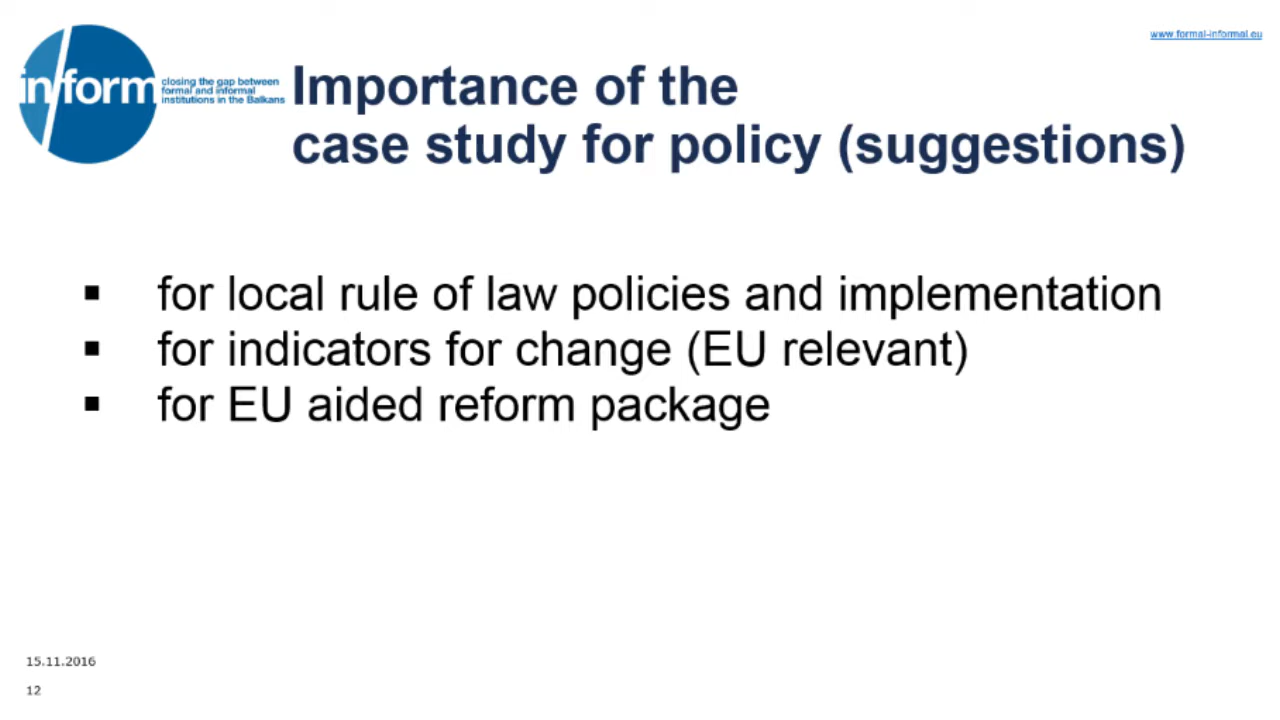 www.formal-informal.eu
in/form
closing the gap between
formal and informal
institutions in the Balkans
Importance of the
case study for policy (suggestions)
▪ for local rule of law policies and implementation
▪ for indicators for change (EU relevant)
▪ for EU aided reform package
15.11.2016
12